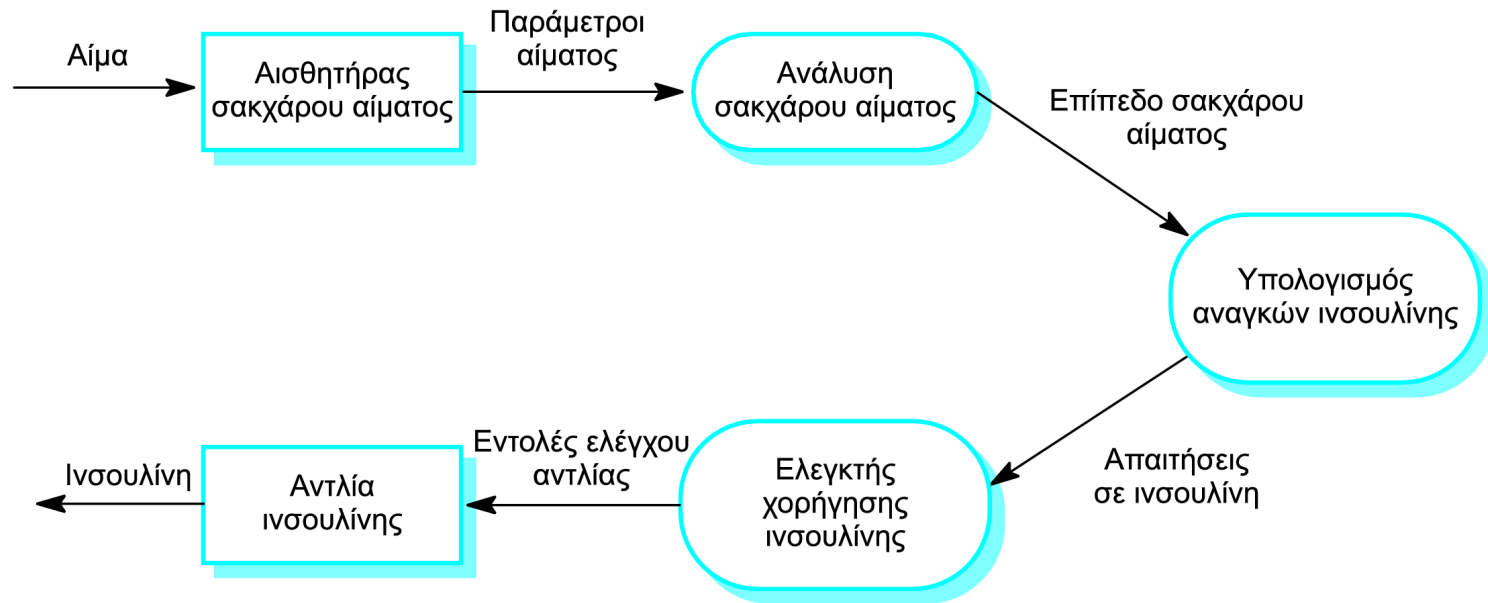 Αίμα
Αισθητήρας
σακχάρου αίματος
Παράμετροι
αίματος
Ανάλυση
σακχάρου αίματος
Επίπεδο σακχάρου
αίματος
Υπολογισμός
αναγκών ινσουλίνης
Απαιτήσεις
σε ινσουλίνη
Ελεγκτής
χορήγησης
ινσουλίνης
Εντολές ελέγχου
αντλίας
Αντλία
ινσουλίνης
Ινσουλίνη